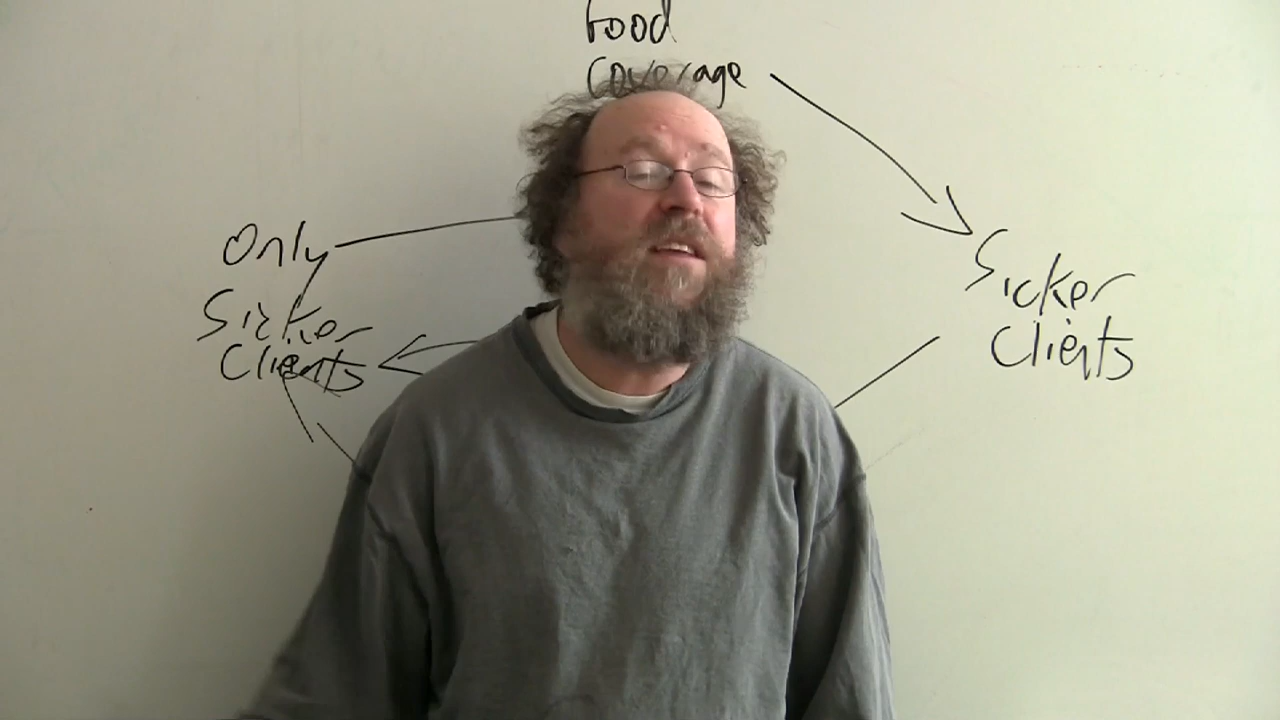 Good
Coverage
Only
Sicker
Clients
Sicker
Clients